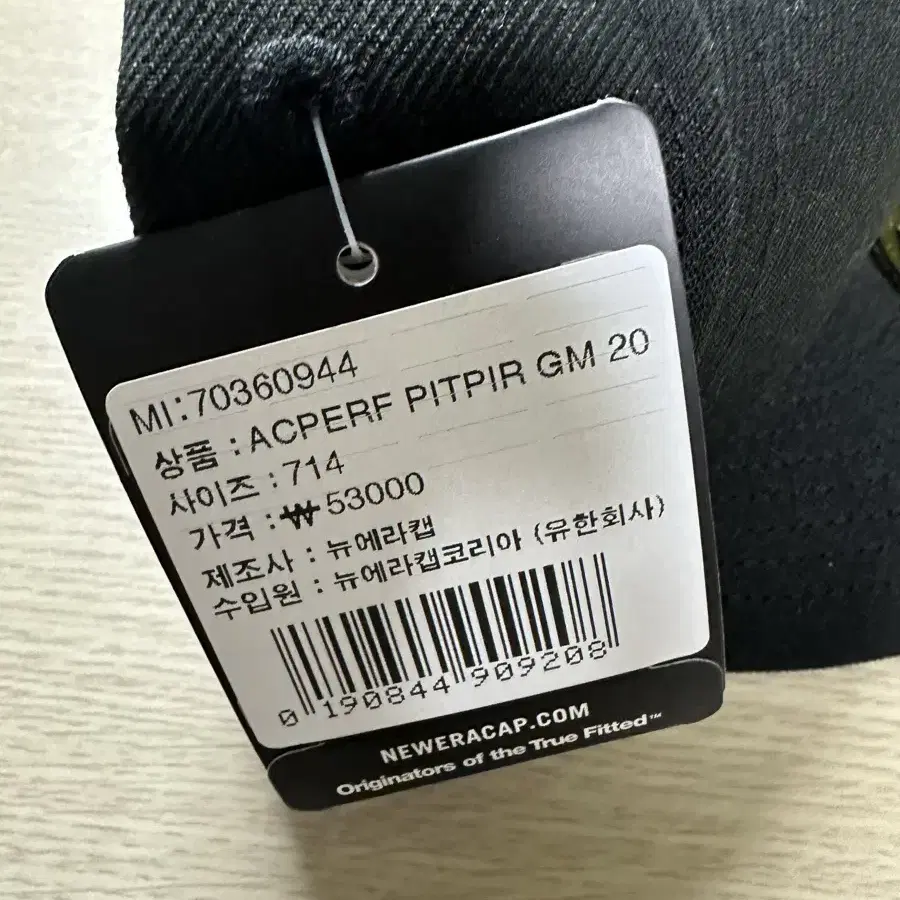 MI:70360944
상품 : ACPERF PITPIR GM 20
사이즈 : 714
가격 : ₩53000
제조사 : 뉴에라캡
수입원 : 뉴에라캡코리아 (유한회사)
0 190844 909208
NEWERACAP.COM
Originators of the True Fitted™